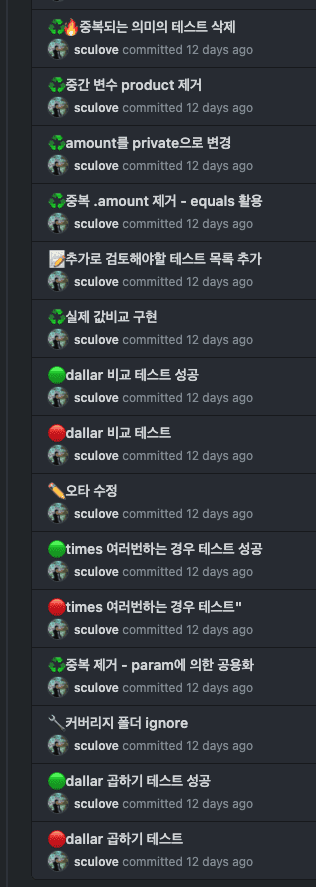 ♻️🔥중복되는 의미의 테스트 삭제
sculove committed 12 days ago
♻️중간 변수 product 제거
sculove committed 12 days ago
♻️amount를 private으로 변경
sculove committed 12 days ago
♻️중복 .amount 제거 - equals 활용
sculove committed 12 days ago
📝추가로 검토해야할 테스트 목록 추가
sculove committed 12 days ago
♻️실제 값비교 구현
sculove committed 12 days ago
🟢dallar 비교 테스트 성공
sculove committed 12 days ago
🔴dallar 비교 테스트
sculove committed 12 days ago
✏️오타 수정
sculove committed 12 days ago
🟢times 여러번하는 경우 테스트 성공
sculove committed 12 days ago
🔴times 여러번하는 경우 테스트"
sculove committed 12 days ago
♻️중복 제거 - param에 의한 공용화
sculove committed 12 days ago
🔧커버리지 폴더 ignore
sculove committed 12 days ago
🟢dallar 곱하기 테스트 성공
sculove committed 12 days ago
🔴dallar 곱하기 테스트
sculove committed 12 days ago